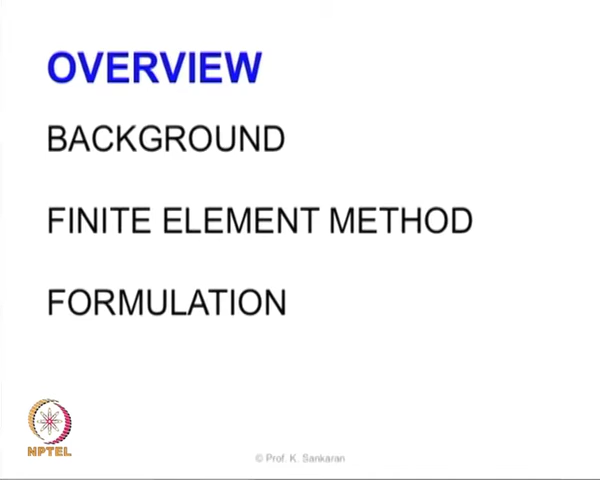 OVERVIEW
BACKGROUND
FINITE ELEMENT METHOD
FORMULATION
NPTEL
© Prof. K. Sankaran